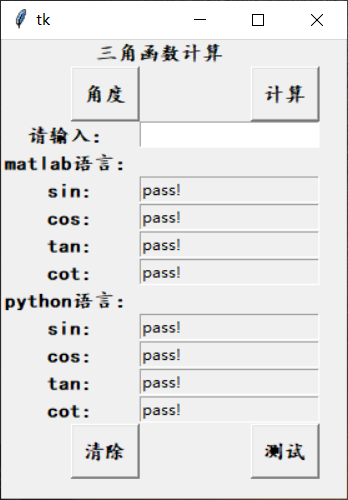 tk
三角函数计算
角度 计算
请输入:
matlab语言:
sin: pass!
cos: pass!
tan: pass!
cot: pass!
python语言:
sin: pass!
cos: pass!
tan: pass!
cot: pass!
清除 测试